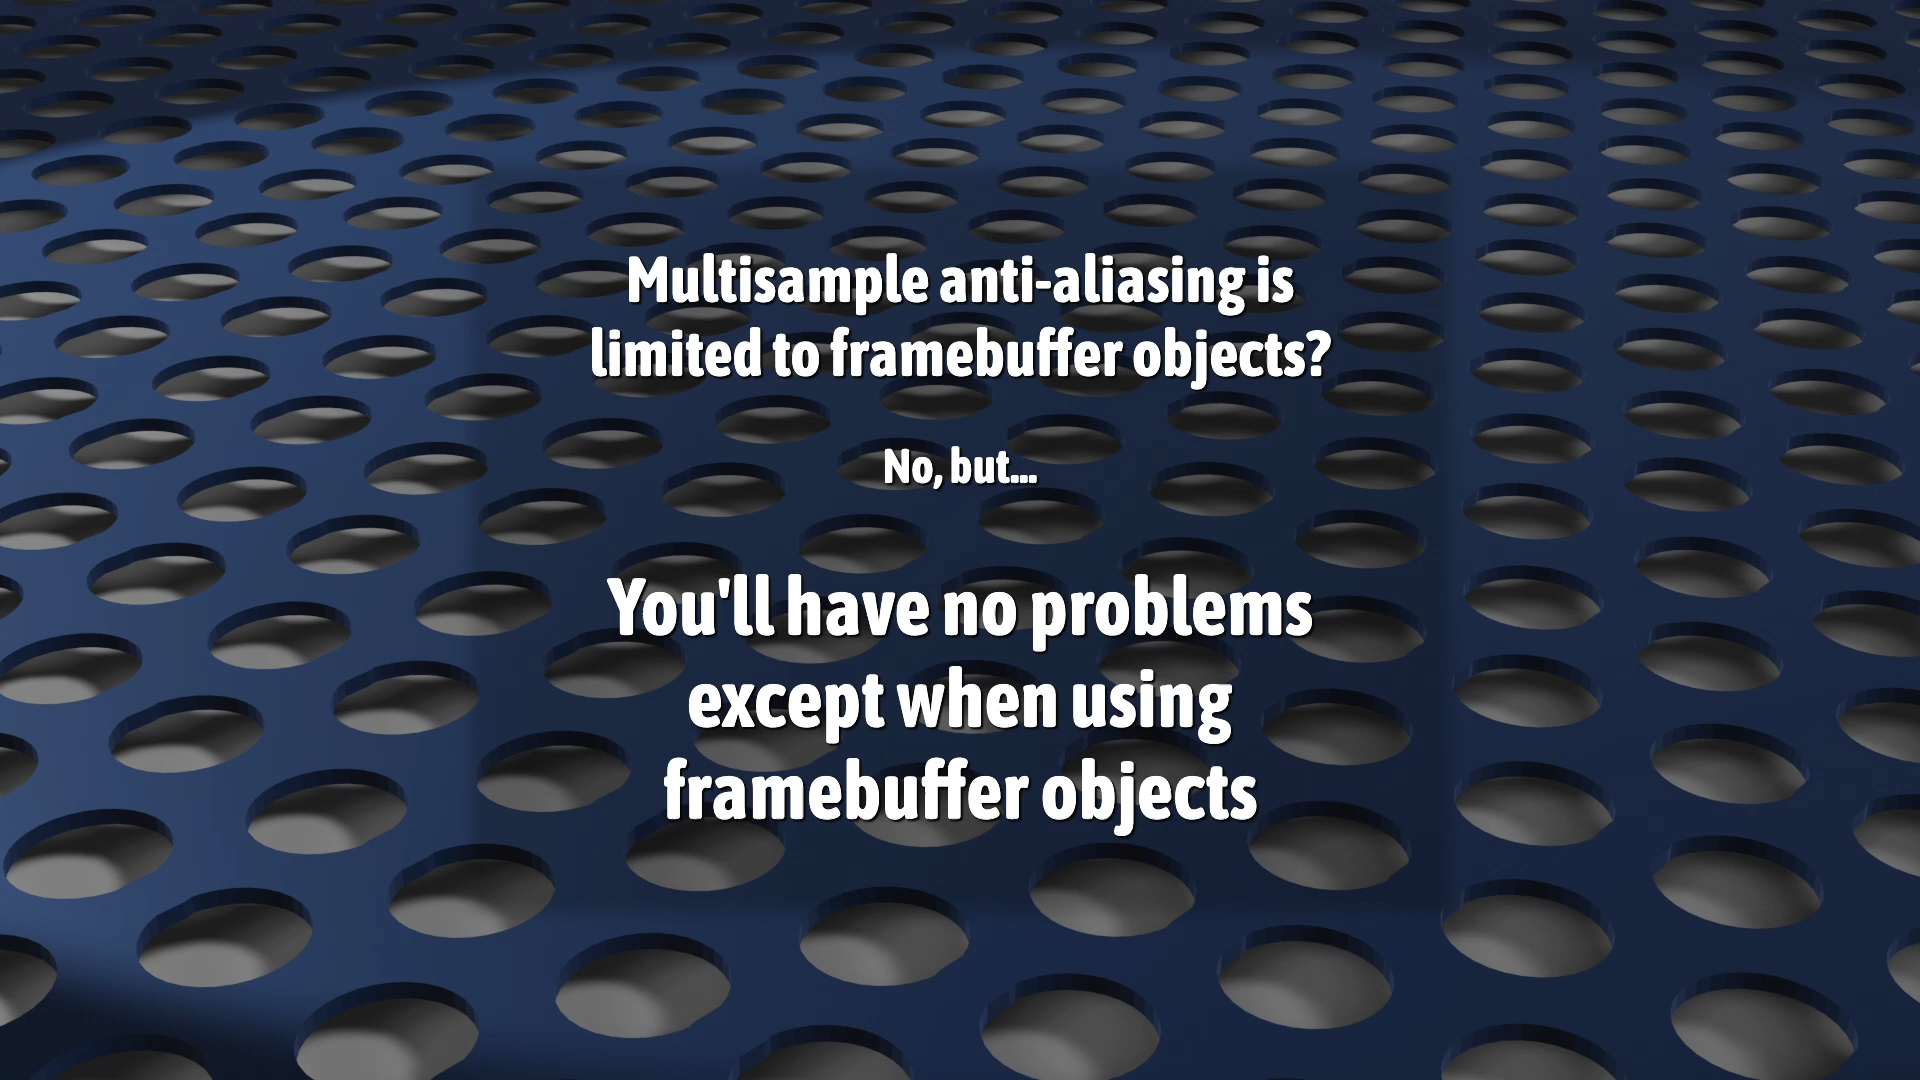 Multisample anti-aliasing is
limited to framebuffer objects?
No, but...
You'll have no problems
except when using
framebuffer objects